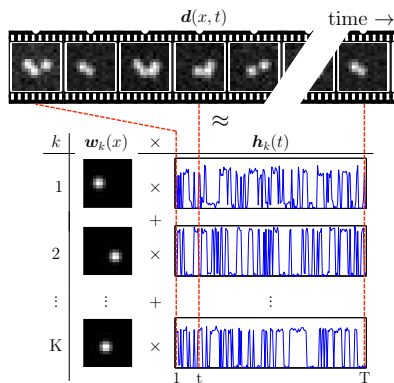 d(x, t) time →
≈
k w_k(x) × h_k(t)
1 ×
+
2 ×
⋮ ⋮ + ⋮
K ×
1 t T